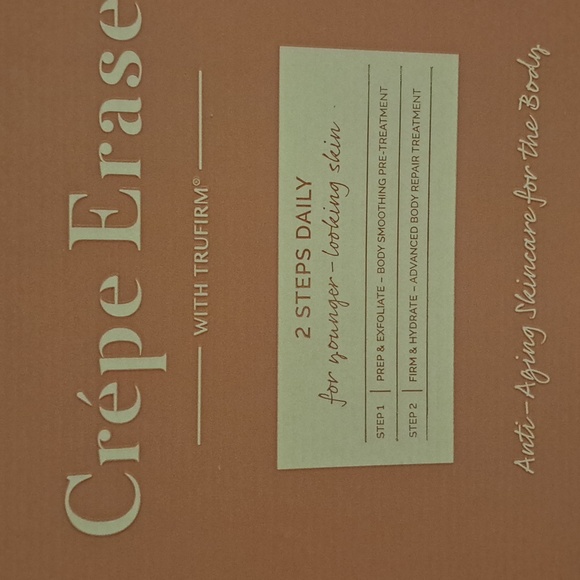 Crépe Erase
WITH TRUFIRM®
2 STEPS DAILY
for younger-looking skin
STEP 1 | PREP & EXFOLIATE – BODY SMOOTHING PRE-TREATMENT
STEP 2 | FIRM & HYDRATE – ADVANCED BODY REPAIR TREATMENT
Anti-Aging Skincare for the Body